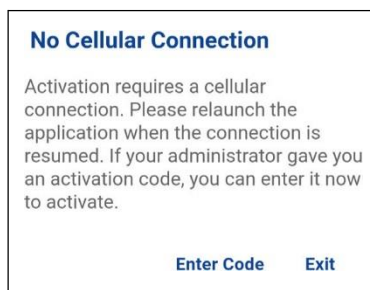 No Cellular Connection
Activation requires a cellular
connection. Please relaunch the
application when the connection is
resumed. If your administrator gave you
an activation code, you can enter it now
to activate.
Enter Code Exit